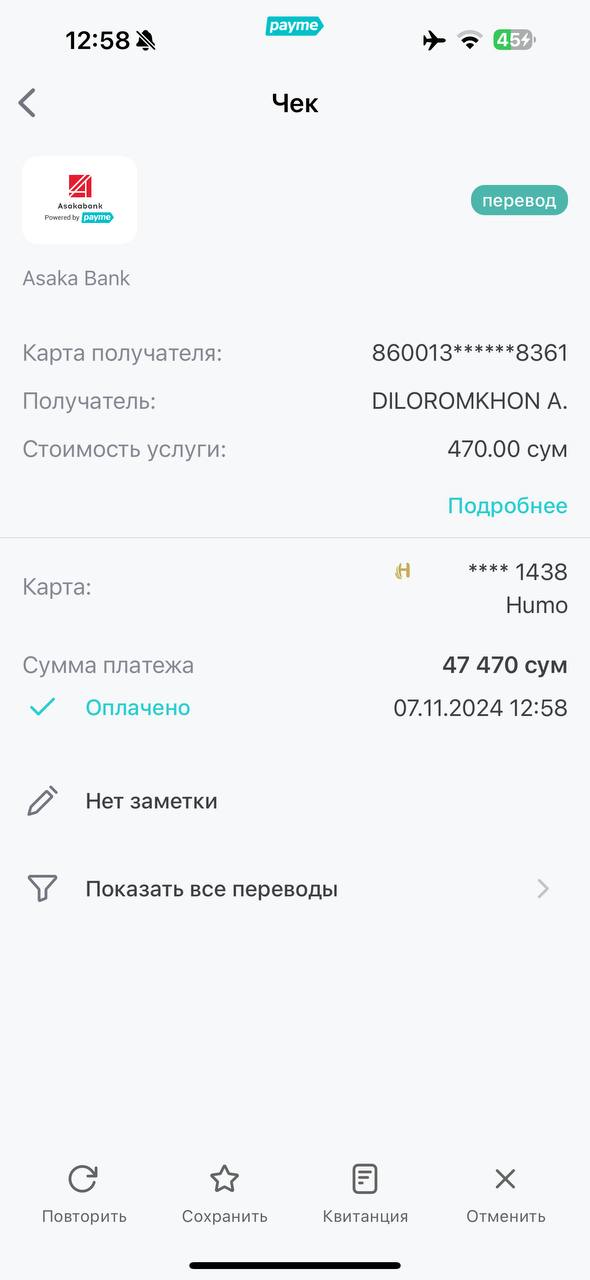 12:58
payme
45
Чек
Asakabank
Powered by payme
перевод
Asaka Bank
Карта получателя: 860013******8361
Получатель: DILOROMKHON A.
Стоимость услуги: 470.00 сум
Подробнее
Карта: **** 1438
Humo
Сумма платежа 47 470 сум
Оплачено 07.11.2024 12:58
Нет заметки
Показать все переводы
Повторить Сохранить Квитанция Отменить